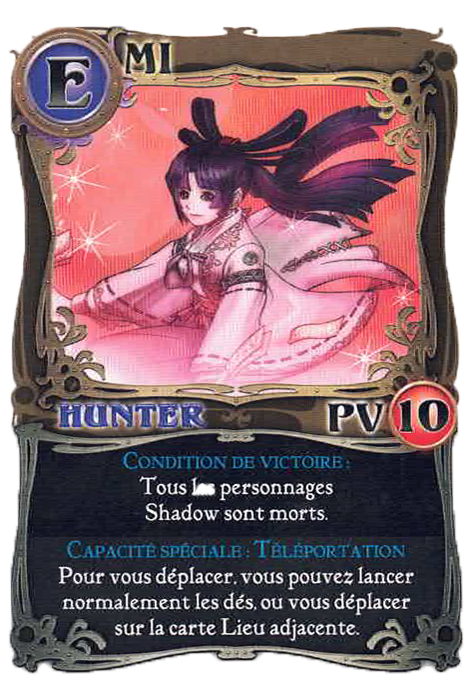 EMI
HUNTER PV 10
CONDITION DE VICTOIRE :
Tous personnages
Shadow sont morts.
CAPACITÉ SPÉCIALE : TÉLÉPORTATION
Pour vous déplacer, vous pouvez lancer
normalement les dés, ou vous déplacer
sur la carte Lieu adjacente.